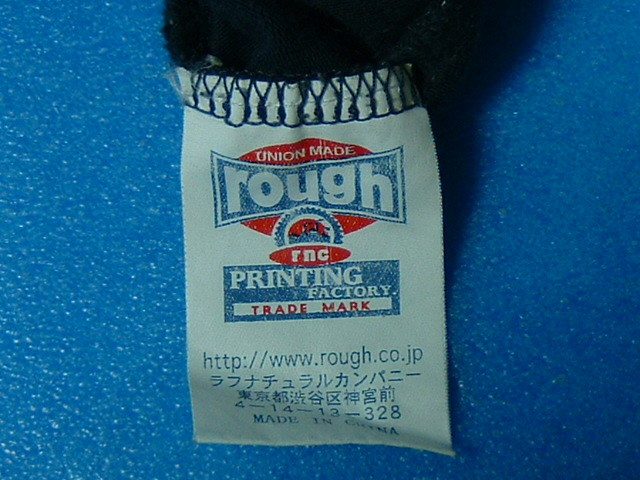 UNION MADE
rough
rnc
PRINTING
FACTORY
TRADE MARK
http://www.rough.co.jp
ラフナチュラルカンパニー
東京都渋谷区神宮前
4-14-13-328
MADE IN CHINA